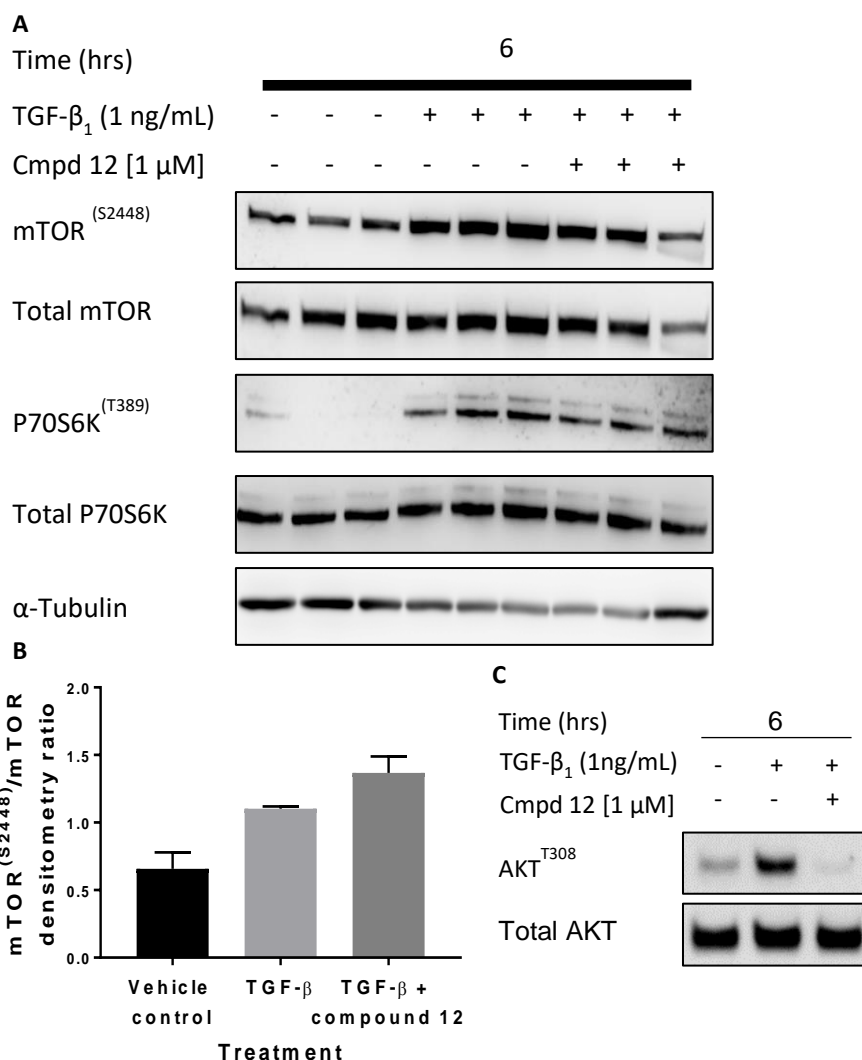 A
Time (hrs) 6
TGF-β1 (1 ng/mL) - - - + + + + + +
Cmpd 12 [1 µM] - - - - - - + + +
mTOR (S2448)
Total mTOR
P70S6K(T389)
Total P70S6K
α-Tubulin
B
mTOR(S2448)/mTOR
densitometry ratio
2.0
1.5
1.0
0.5
0.0
Vehicle control
TGF-β
TGF-β + compound 12
Treatment
C
Time (hrs) 6
TGF-β1 (1ng/mL) - + +
Cmpd 12 [1 µM] - - +
AKT T308
Total AKT